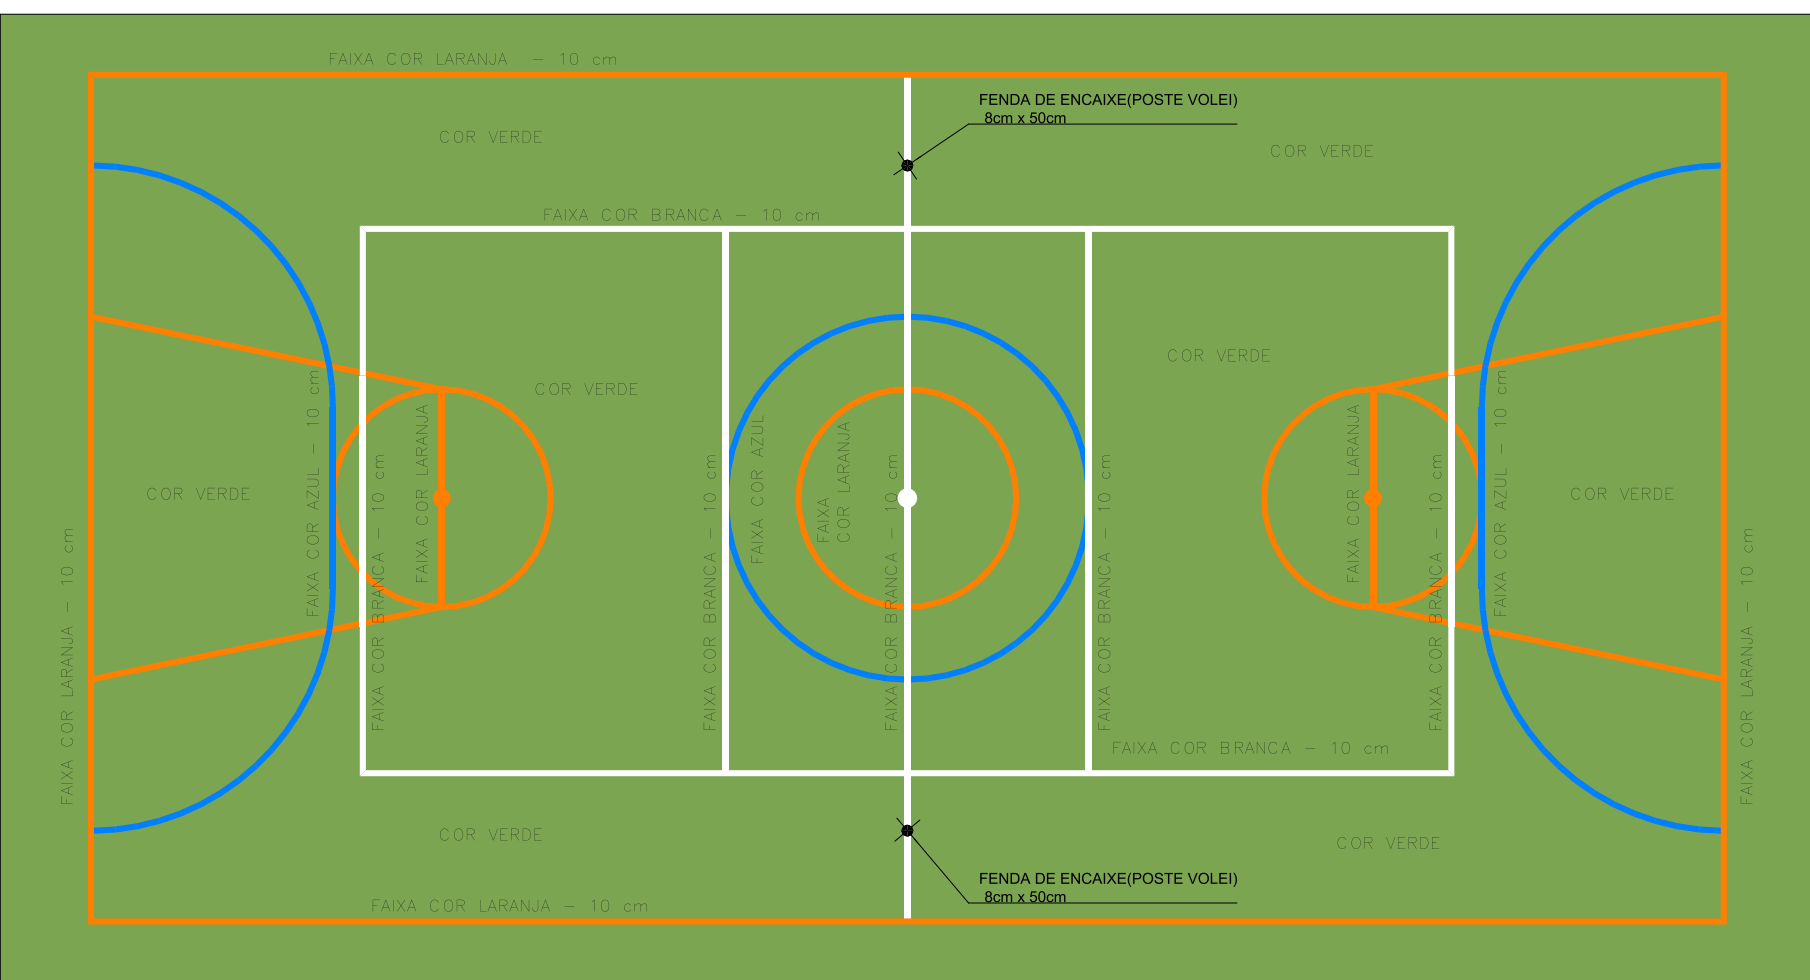 FAIXA COR LARANJA - 10 cm
FENDA DE ENCAIXE(POSTE VOLEI)
8cm x 50cm
COR VERDE
COR VERDE
FAIXA COR BRANCA - 10 cm
COR VERDE
COR VERDE
COR VERDE
COR VERDE
FAIXA COR LARANJA - 10 cm
FAIXA COR AZUL - 10 cm
FAIXA COR BRANCA - 10 cm
FAIXA COR LARANJA
FAIXA COR BRANCA - 10 cm
FAIXA COR AZUL
FAIXA
COR LARANJA
FAIXA COR BRANCA - 10 cm
FAIXA COR BRANCA - 10 cm
FAIXA COR LARANJA
FAIXA COR BRANCA - 10 cm
FAIXA COR AZUL - 10 cm
FAIXA COR LARANJA - 10 cm
FAIXA COR BRANCA - 10 cm
COR VERDE
COR VERDE
FENDA DE ENCAIXE(POSTE VOLEI)
8cm x 50cm
FAIXA COR LARANJA - 10 cm